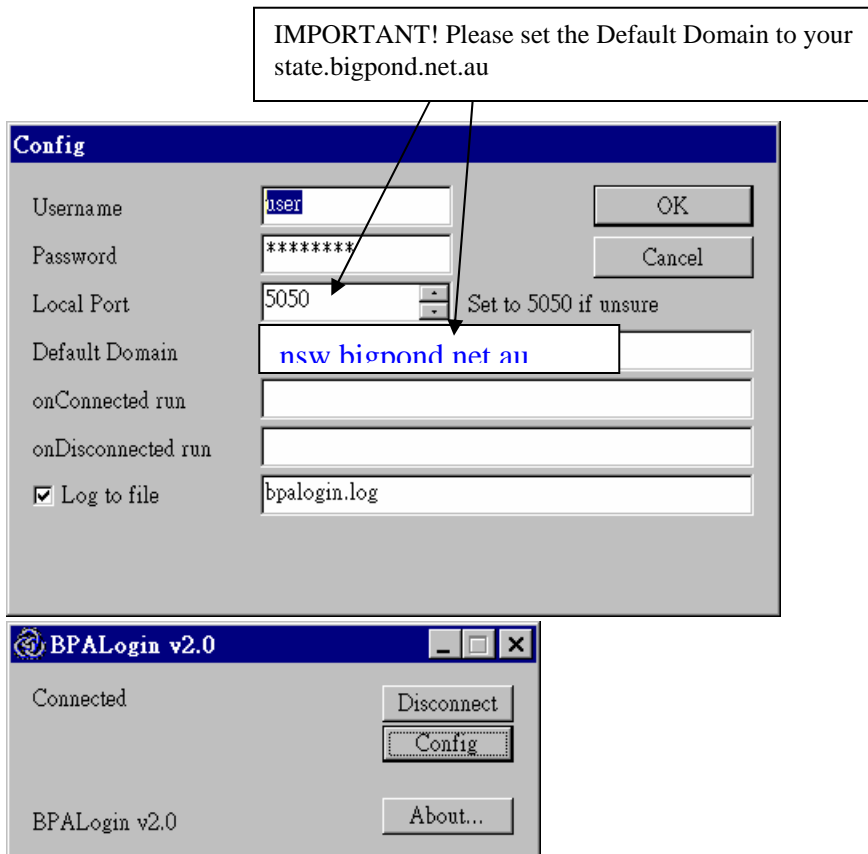 IMPORTANT! Please set the Default Domain to your
state.bigpond.net.au
Config
Username user OK
Password ******** Cancel
Local Port 5050 Set to 5050 if unsure
Default Domain nsw.bigpond.net.au
onConnected run
onDisconnected run
Log to file bpalogin.log
BPALogin v2.0
Connected Disconnect
Config
BPALogin v2.0 About...